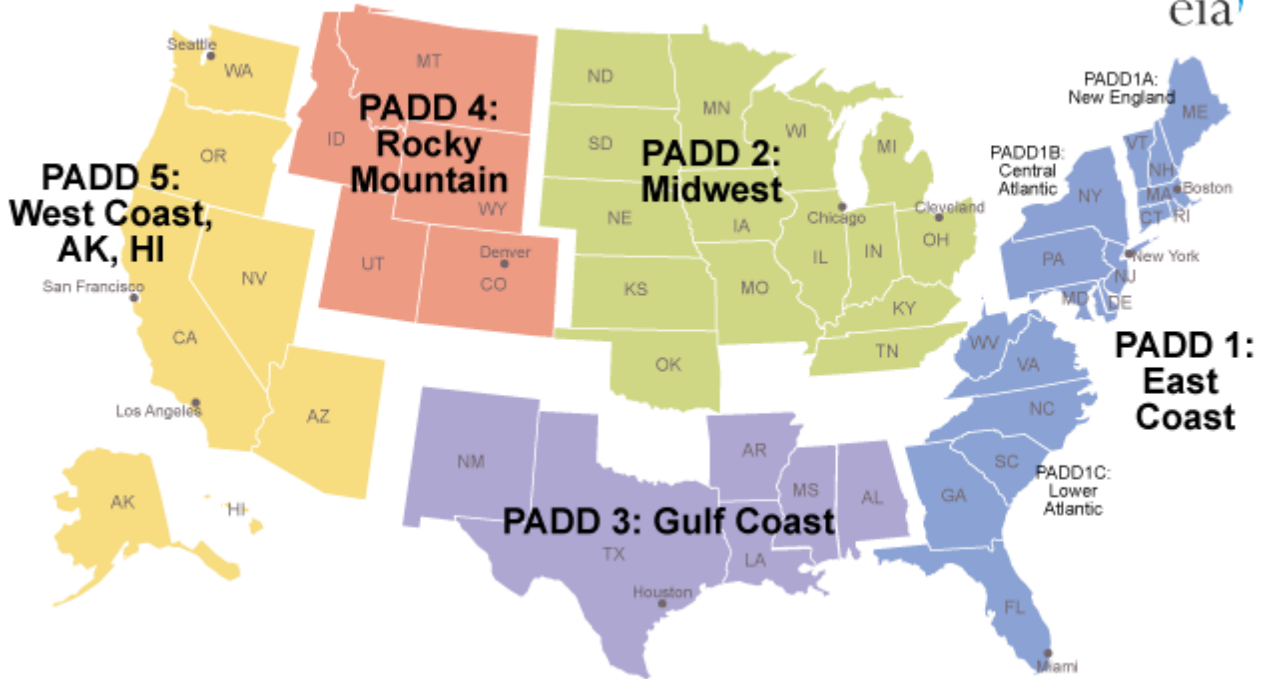 eia
Seattle
WA
OR
PADD 5:
West Coast,
AK, HI
San Francisco
NV
CA
Los Angeles
AZ
AK
HI
MT
PADD 4:
Rocky
Mountain
ID
WY
UT
Denver
CO
ND
MN
SD
WI
MI
PADD 2:
Midwest
NE
IA
Chicago
Cleveland
IL
IN
OH
KS
MO
KY
OK
TN
NM
AR
MS
AL
PADD 3: Gulf Coast
TX
LA
Houston
PADD1A:
New England
ME
VT
NH
PADD1B:
Central
Atlantic
NY
MA
Boston
CT
RI
PA
New York
NJ
MD
DE
PADD 1:
East
Coast
WV
VA
NC
SC
GA
PADD1C:
Lower
Atlantic
FL
Miami